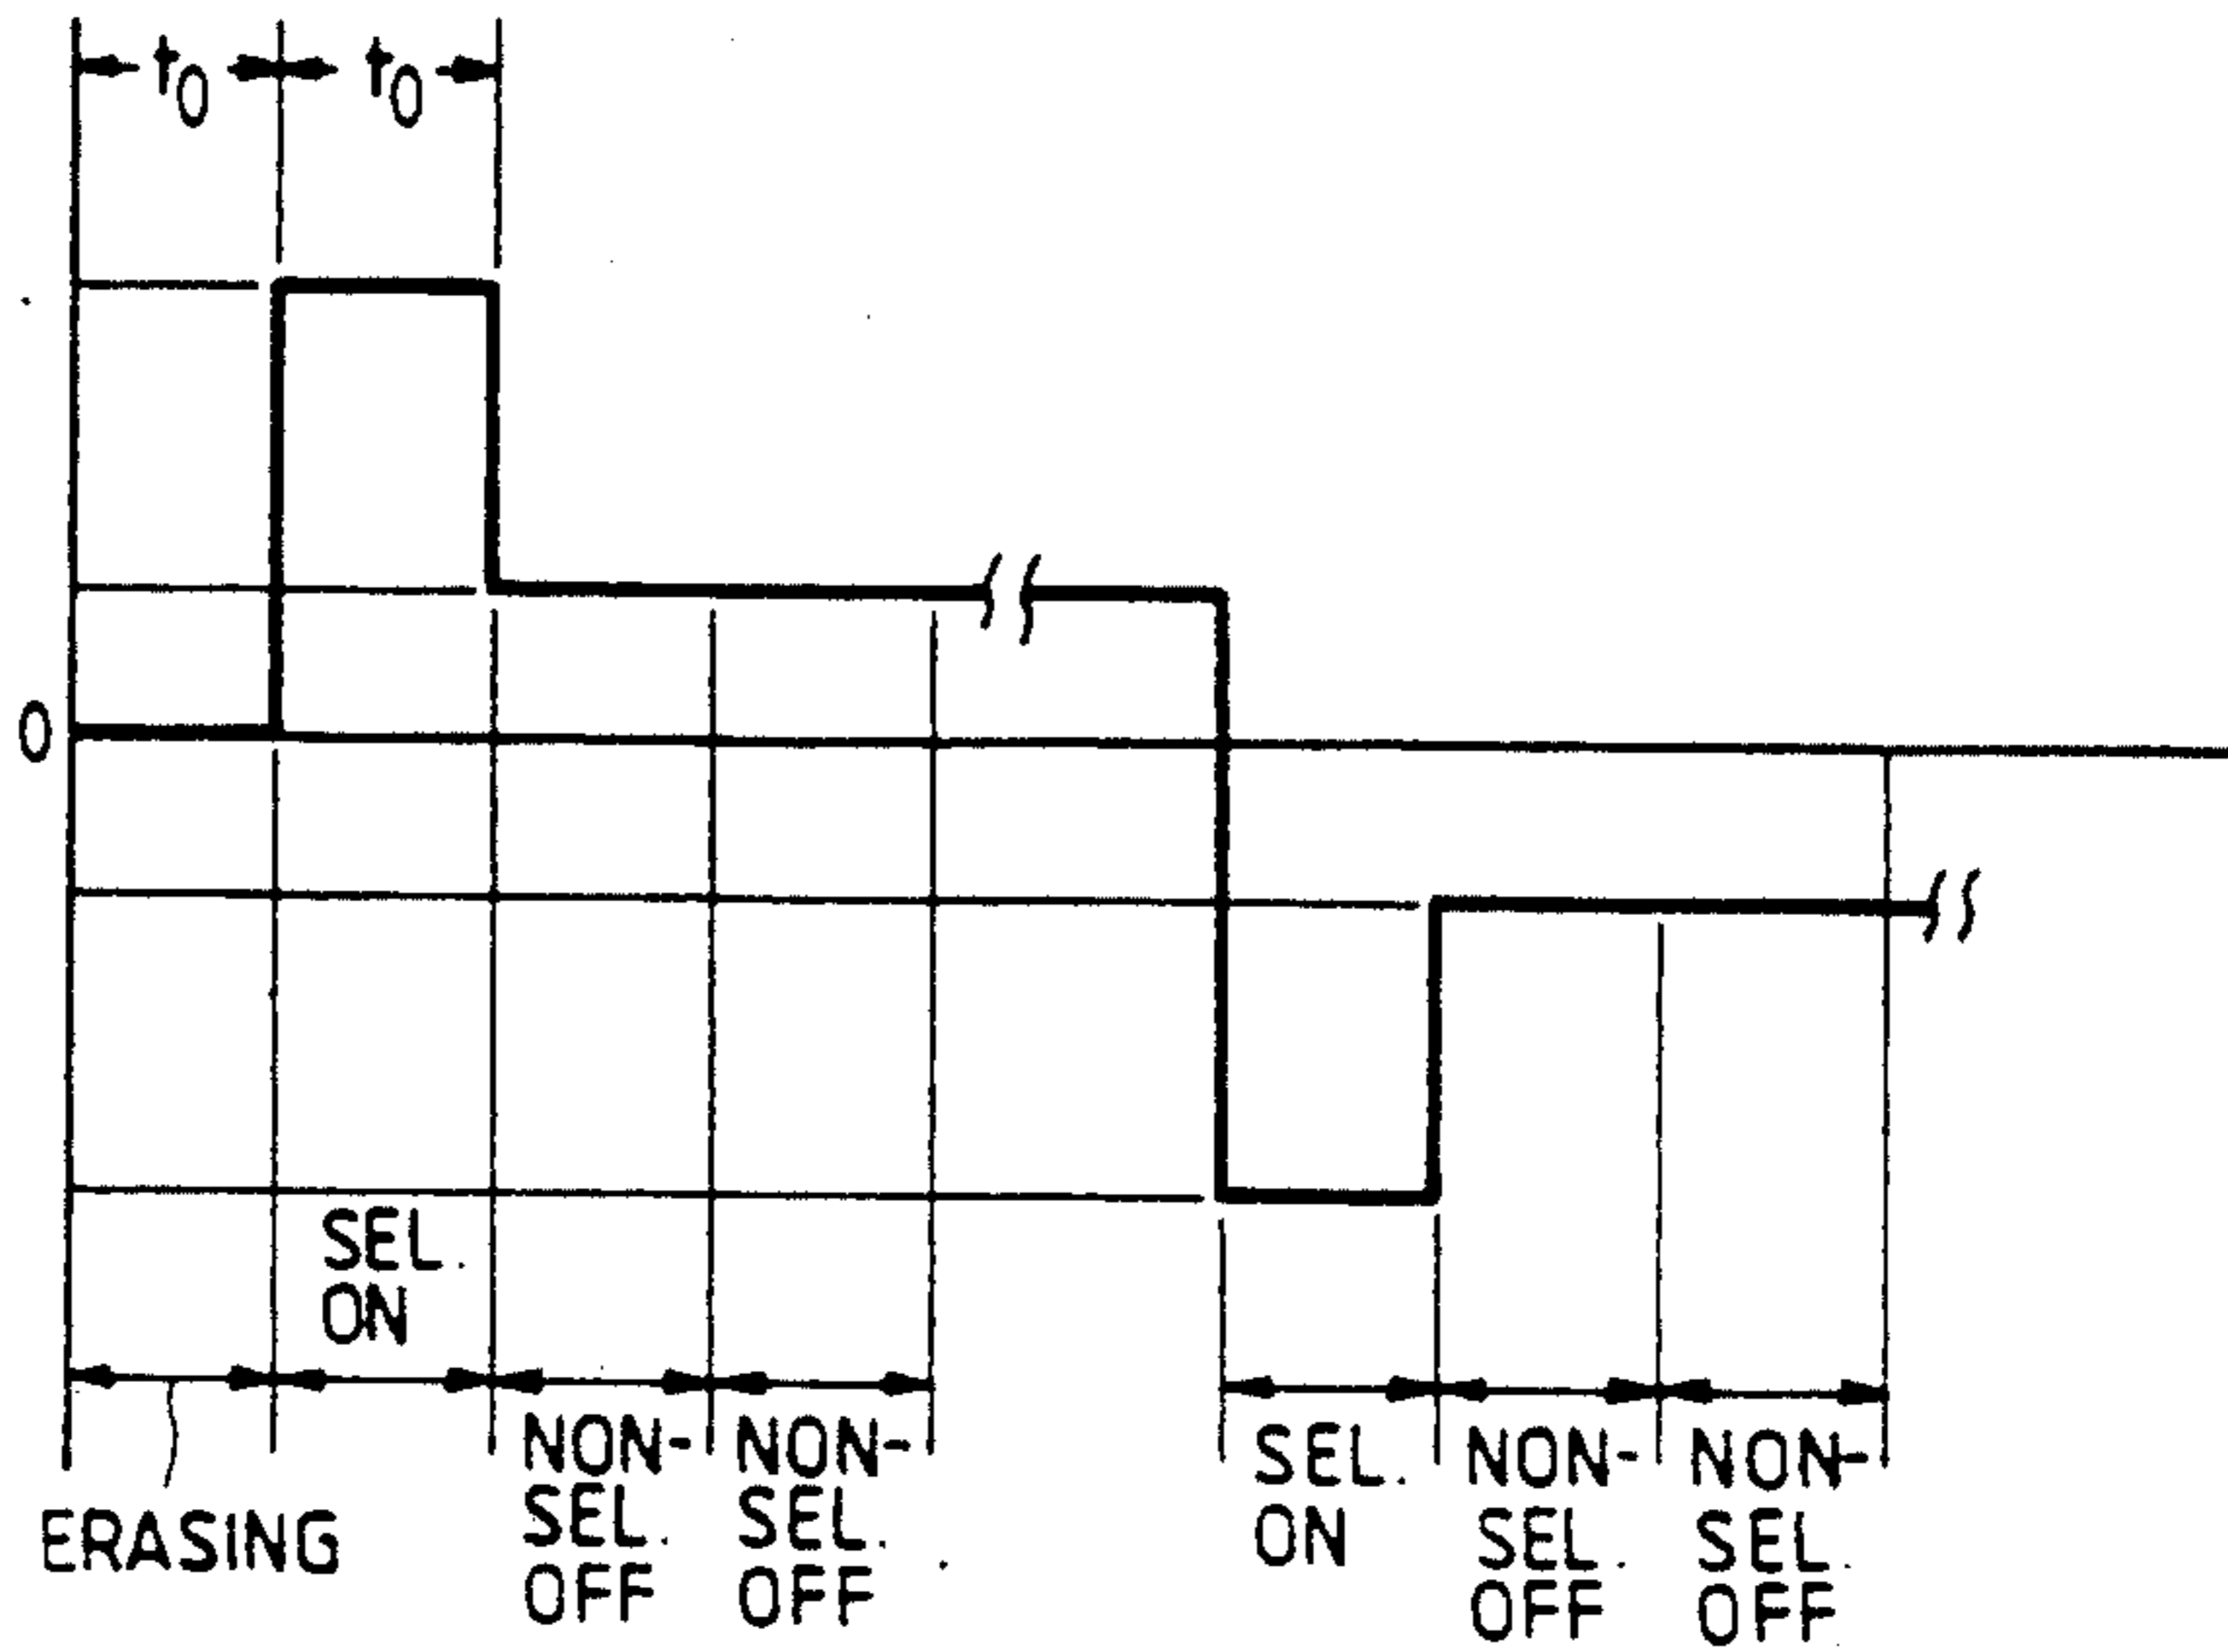 t0 t0
0
SEL.
ON
ERASING
NON-
SEL.
OFF
NON-
SEL.
OFF
SEL.
ON
NON-
SEL.
OFF
NON-
SEL.
OFF